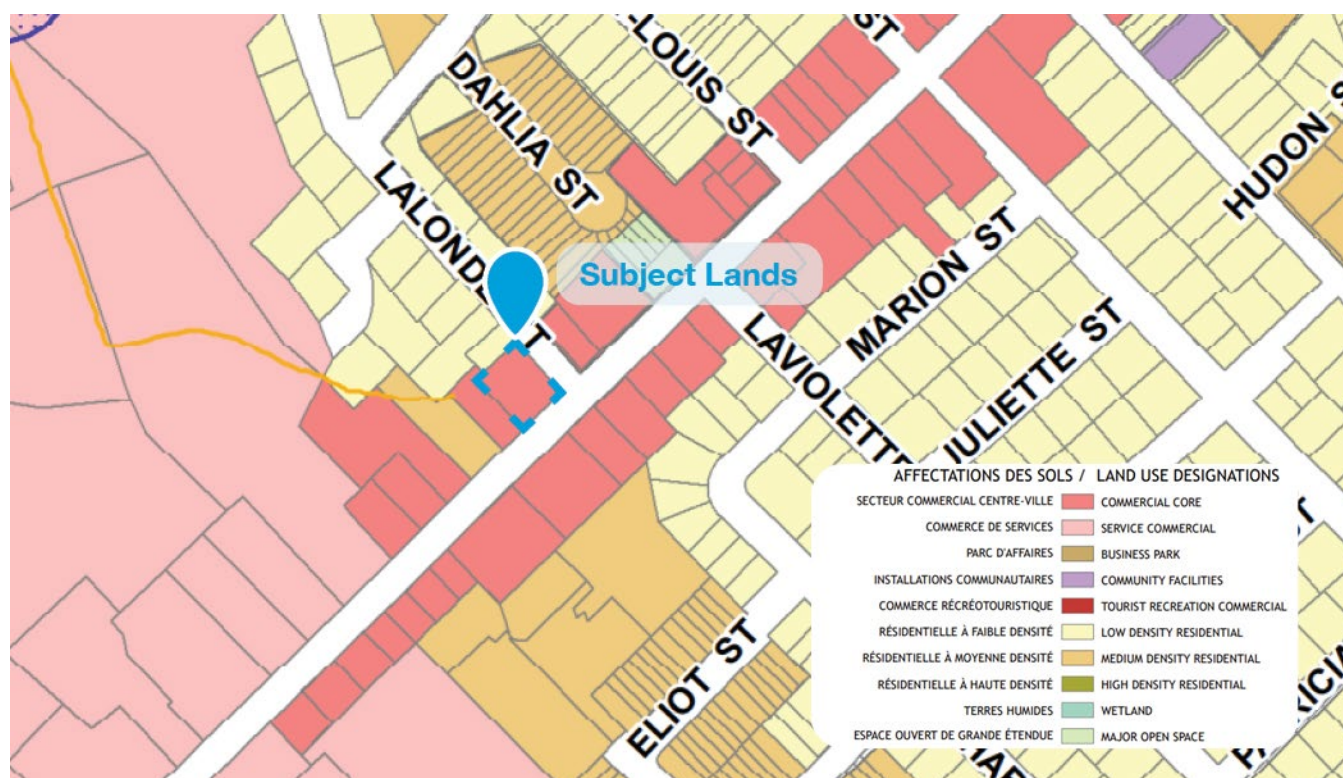 ST
-LOUIS ST
DAHLIA ST
HUDON S
LALONDE T
Subject Lands
MARION ST
LAVIOLETTE
JULIETTE ST
ELIOT ST
AFFECTATIONS DES SOLS / LAND USE DESIGNATIONS
SECTEUR COMMERCIAL CENTRE-VILLE COMMERCIAL CORE
COMMERCE DE SERVICES SERVICE COMMERCIAL
PARC D'AFFAIRES BUSINESS PARK
INSTALLATIONS COMMUNAUTAIRES COMMUNITY FACILITIES
COMMERCE RÉCRÉOTOURISTIQUE TOURIST RECREATION COMMERCIAL
RÉSIDENTIELLE À FAIBLE DENSITÉ LOW DENSITY RESIDENTIAL
RÉSIDENTIELLE À MOYENNE DENSITÉ MEDIUM DENSITY RESIDENTIAL
RÉSIDENTIELLE À HAUTE DENSITÉ HIGH DENSITY RESIDENTIAL
TERRES HUMIDES WETLAND
ESPACE OUVERT DE GRANDE ÉTENDUE MAJOR OPEN SPACE